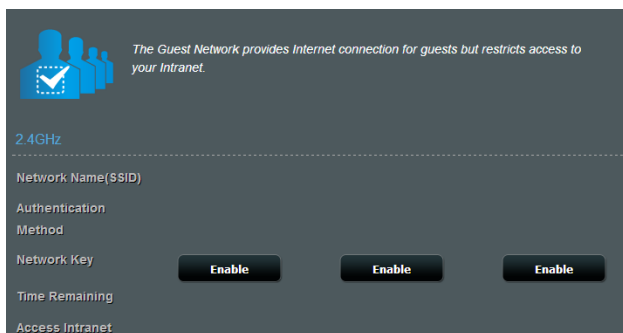 The Guest Network provides Internet connection for guests but restricts access to
your Intranet.
2.4GHz
Network Name(SSID)
Authentication
Method
Network Key
Enable
Enable
Enable
Time Remaining
Access Intranet